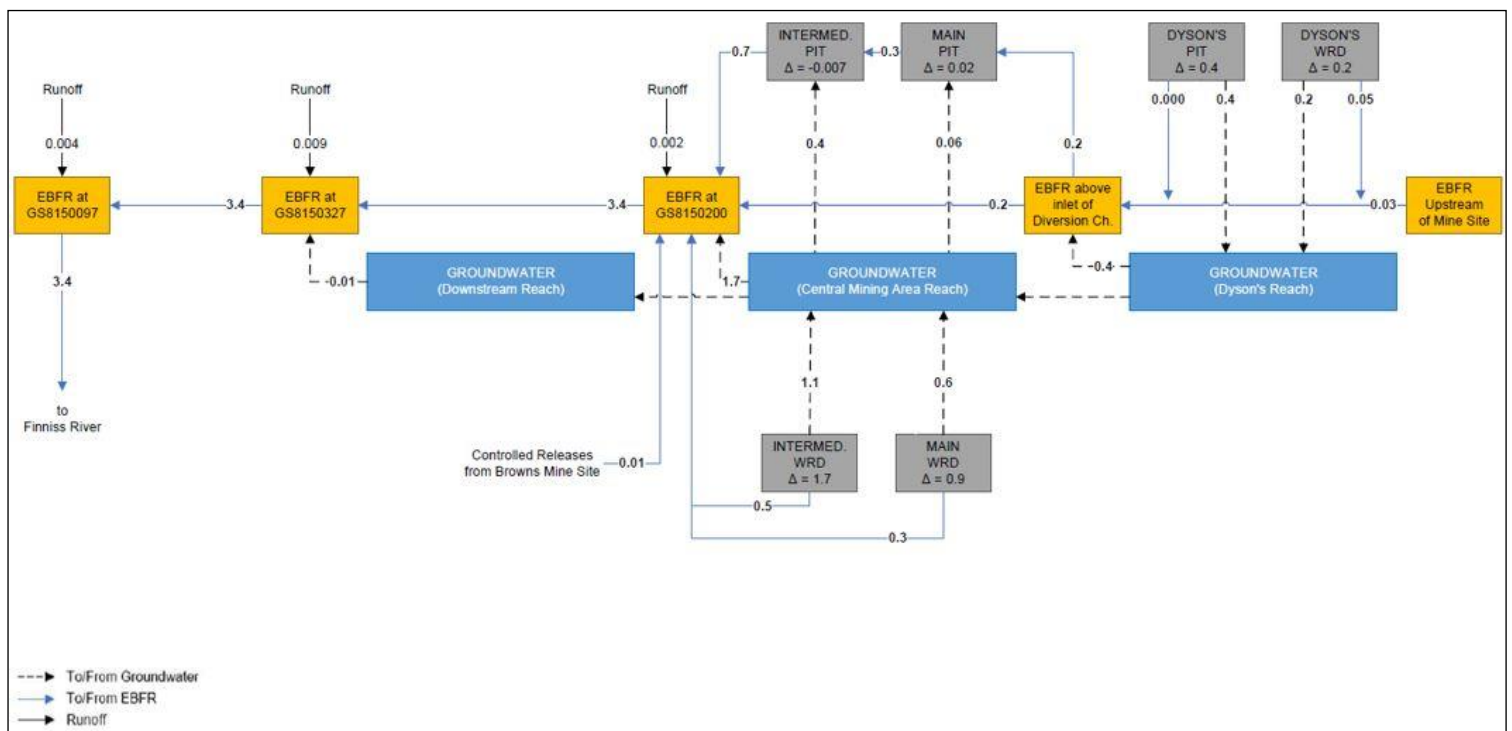 INTERMED.
PIT
Δ = -0.007
MAIN
PIT
Δ = 0.02
DYSON'S
PIT
Δ = 0.4
DYSON'S
WRD
Δ = 0.2
0.7
0.3
Runoff
Runoff
Runoff
0.000
0.4
0.2
0.05
0.004
0.009
0.002
0.4
0.06
0.2
EBFR at
GS8150097
3.4
EBFR at
GS8150327
3.4
EBFR at
GS8150200
0.2
EBFR above
inlet of
Diversion Ch.
0.03
EBFR
Upstream
of Mine Site
3.4
0.01
GROUNDWATER
(Downstream Reach)
1.7
GROUNDWATER
(Central Mining Area Reach)
0.4
GROUNDWATER
(Dyson's Reach)
1.1
0.6
to
Finniss River
Controlled Releases
from Browns Mine Site
0.01
INTERMED.
WRD
Δ = 1.7
MAIN
WRD
Δ = 0.9
0.5
0.3
To/From Groundwater
To/From EBFR
Runoff